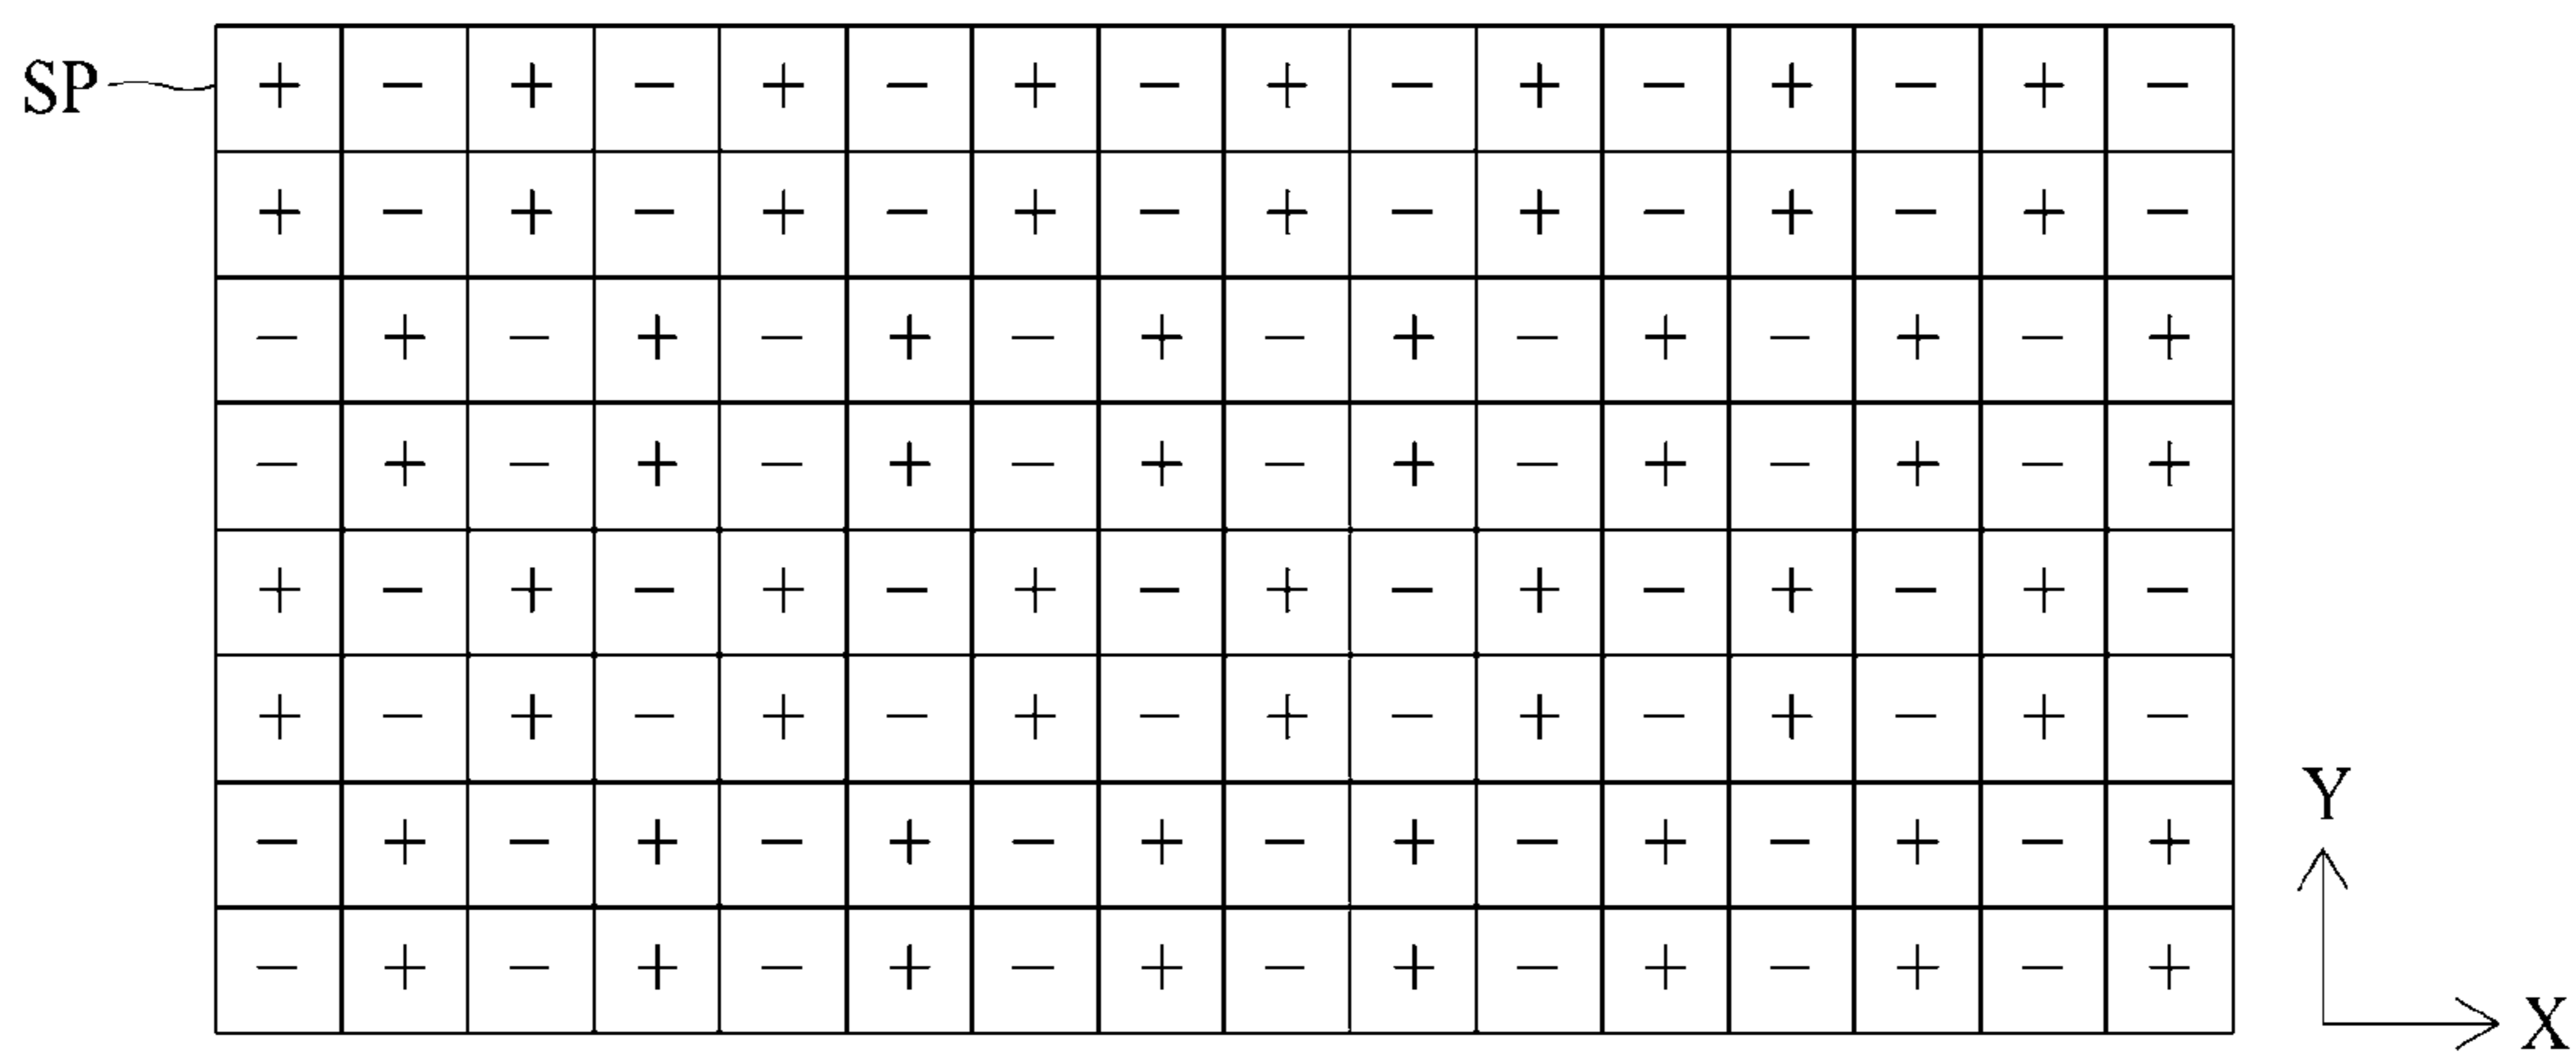 SP + − + − + − + − + − + − + − + −
+ − + − + − + − + − + − + − + −
− + − + − + − + − + − + − + − +
− + − + − + − + − + − + − + − +
+ − + − + − + − + − + − + − + −
+ − + − + − + − + − + − + − + −
− + − + − + − + − + − + − + − +
− + − + − + − + − + − + − + − +
Y
X